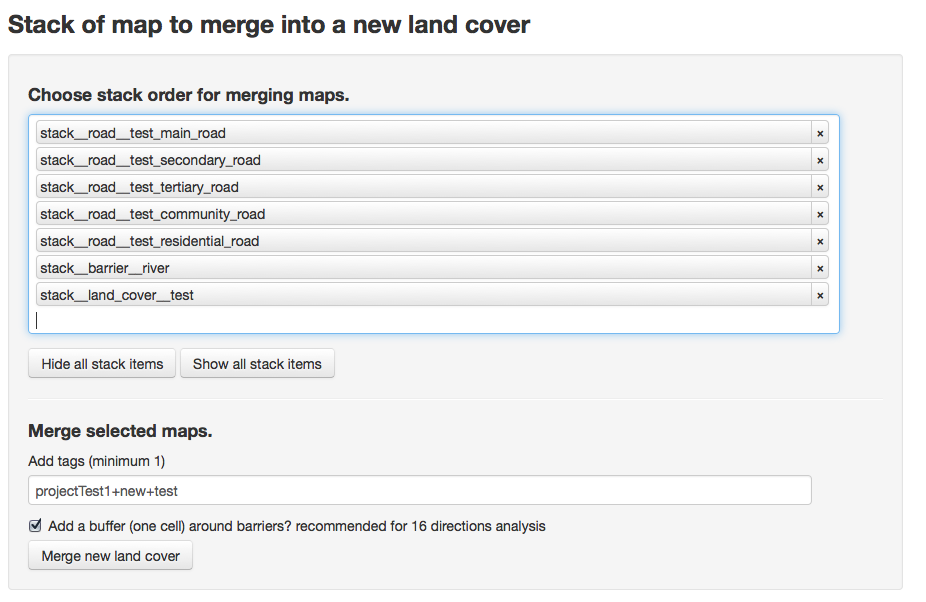 Stack of map to merge into a new land cover
Choose stack order for merging maps.
stack__road__test_main_road ×
stack__road__test_secondary_road ×
stack__road__test_tertiary_road ×
stack__road__test_community_road ×
stack__road__test_residential_road ×
stack__barrier__river ×
stack__land_cover__test ×
Hide all stack items Show all stack items
Merge selected maps.
Add tags (minimum 1)
projectTest1+new+test
Add a buffer (one cell) around barriers? recommended for 16 directions analysis
Merge new land cover